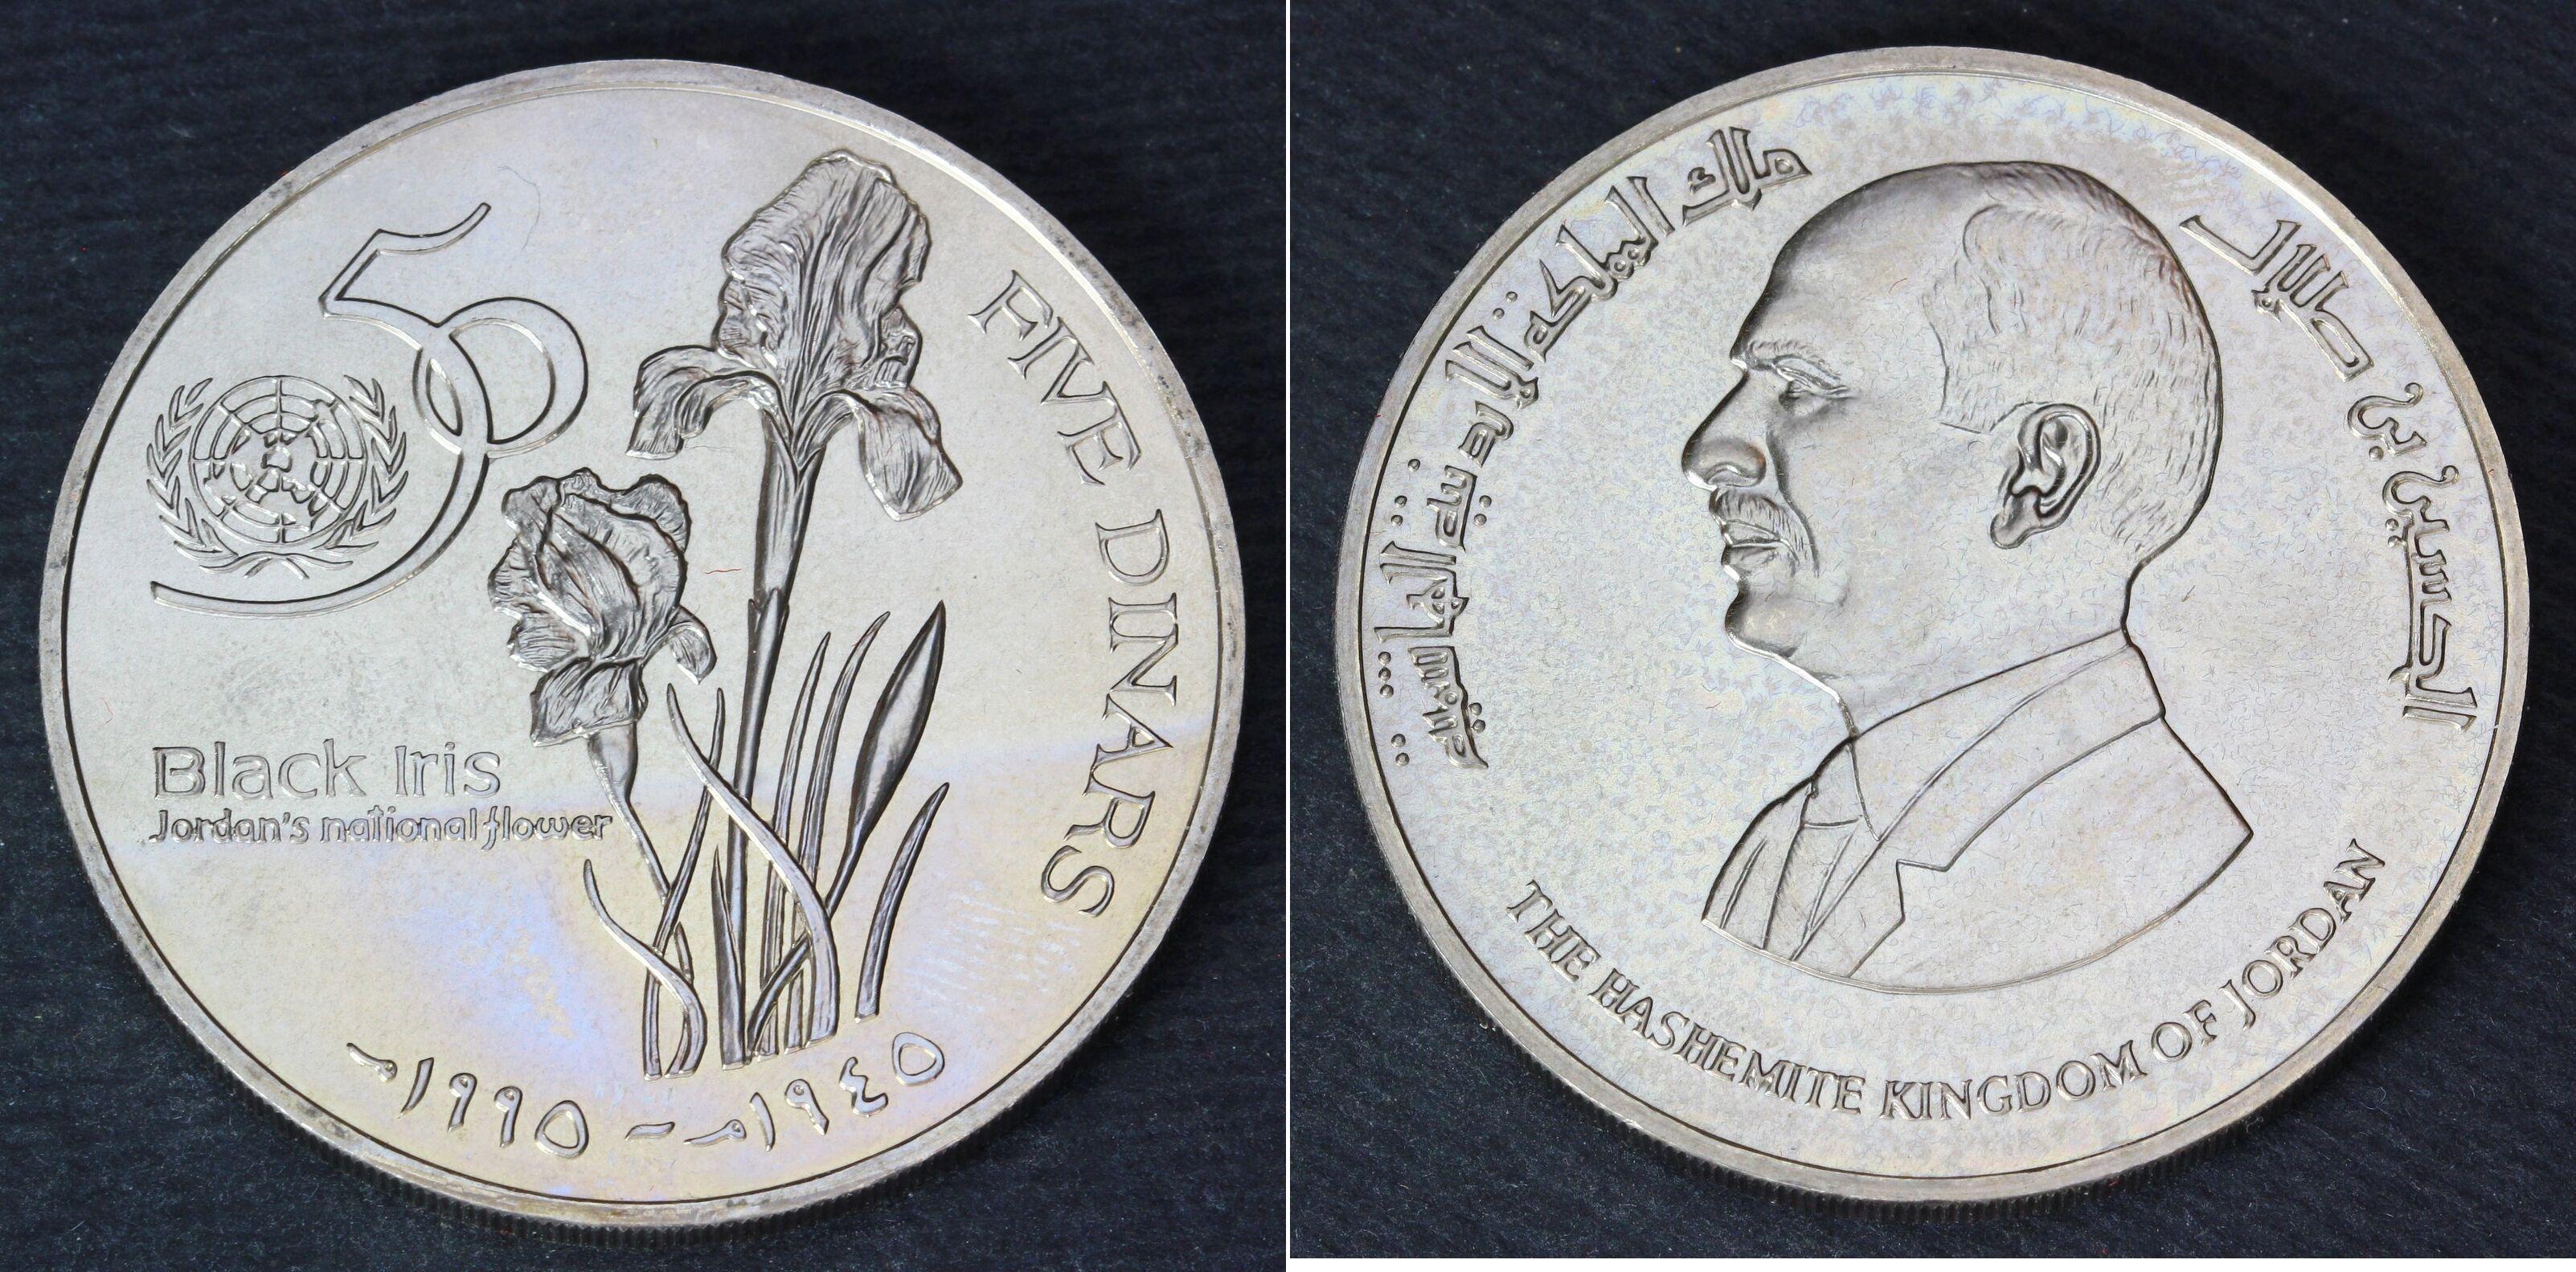 50
FIVE DINARS
Black Iris
Jordan's national flower
١٩٤٥م - ١٩٩٥م
الحسين بن طلال
ملك المملكة الأردنية الهاشمية
THE HASHEMITE KINGDOM OF JORDAN